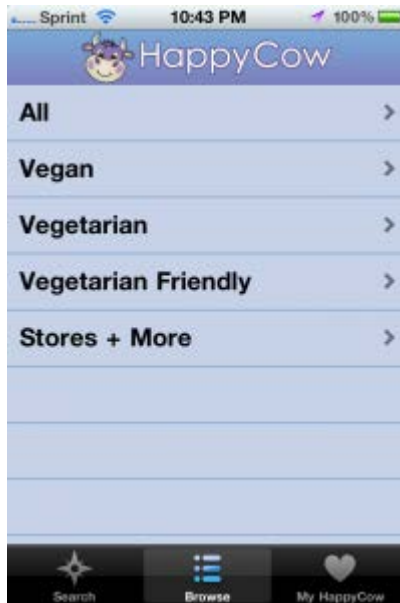 Sprint 10:43 PM 100%
HappyCow
All
Vegan
Vegetarian
Vegetarian Friendly
Stores + More
Search Browse My HappyCow